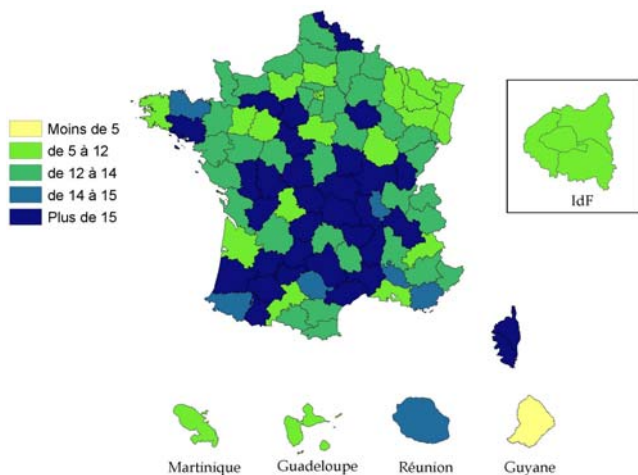 Moins de 5
de 5 à 12
de 12 à 14
de 14 à 15
Plus de 15
IdF
Martinique
Guadeloupe
Réunion
Guyane